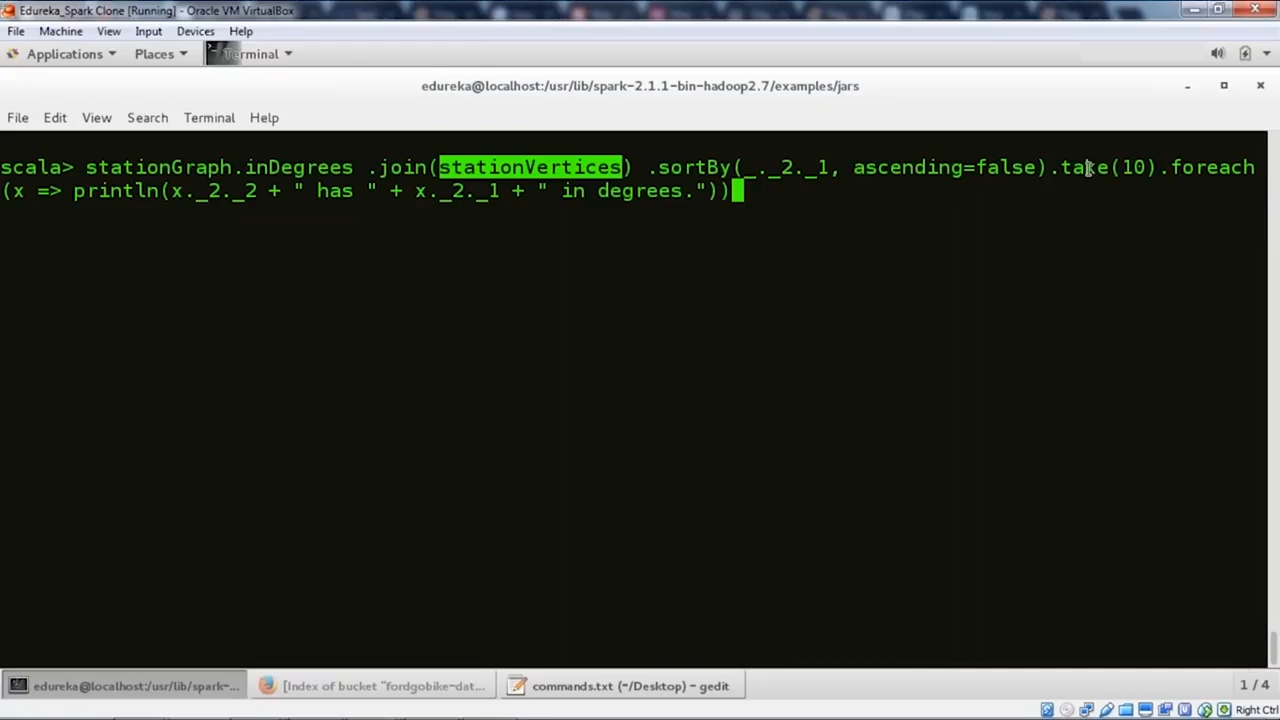 Edureka_Spark Clone [Running] - Oracle VM VirtualBox
File Machine View Input Devices Help
Applications Places Terminal
edureka@localhost:/usr/lib/spark-2.1.1-bin-hadoop2.7/examples/jars
File Edit View Search Terminal Help
scala> stationGraph.inDegrees .join(stationVertices) .sortBy(_._2._1, ascending=false).take(10).foreach
(x => println(x._2._2 + " has " + x._2._1 + " in degrees."))
edureka@localhost:/usr/lib/spark-... [Index of bucket "fordgobike-dat... commands.txt (~/Desktop) - gedit 1 / 4
Right Ctrl